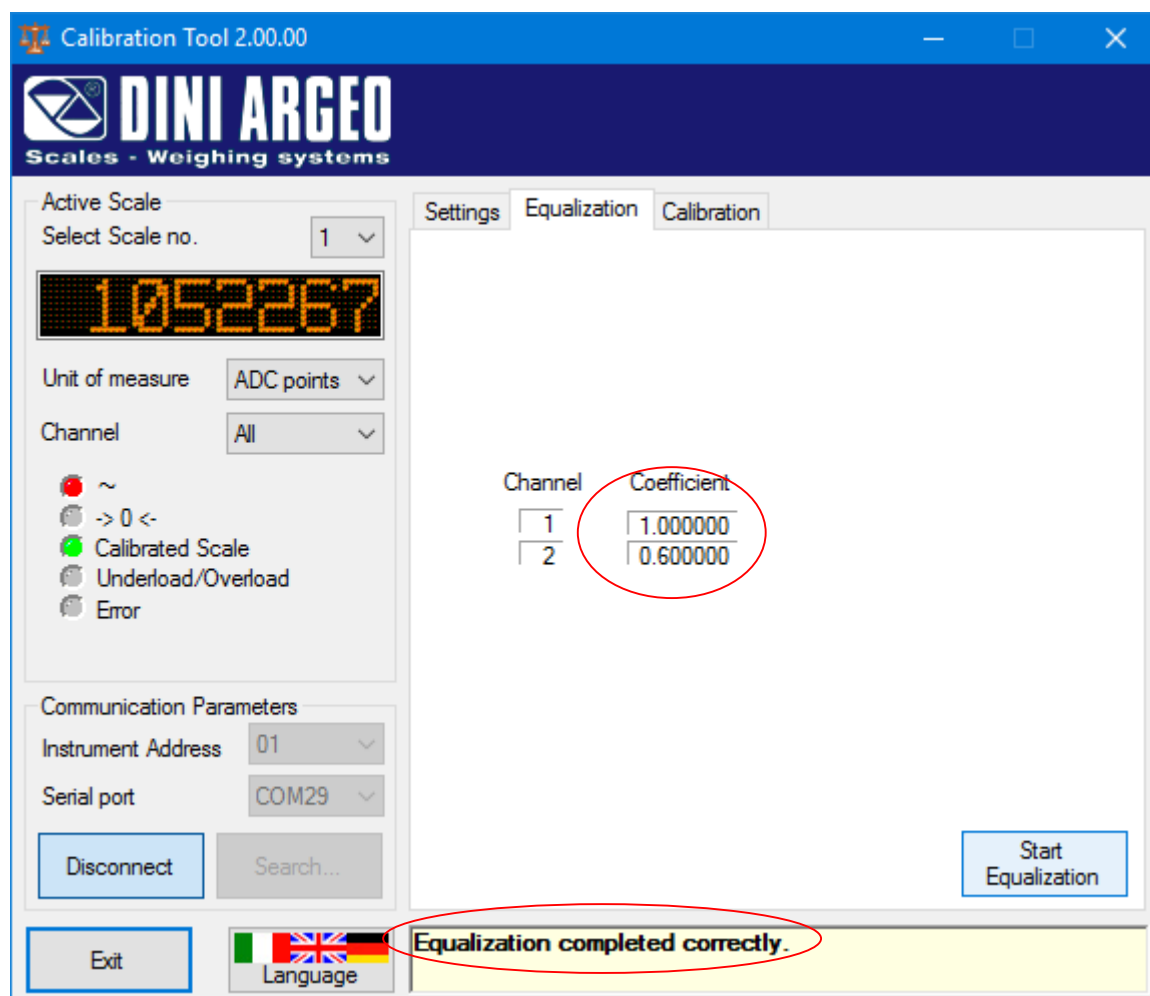 Calibration Tool 2.00.00
DINI ARGEO
Scales - Weighing systems
Active Scale
Select Scale no. 1
1052267
Unit of measure ADC points
Channel All
~
-> 0 <-
Calibrated Scale
Underload/Overload
Error
Communication Parameters
Instrument Address 01
Serial port COM29
Disconnect Search...
Exit Language
Settings Equalization Calibration
Channel Coefficient
1 1.000000
2 0.600000
Start
Equalization
Equalization completed correctly.